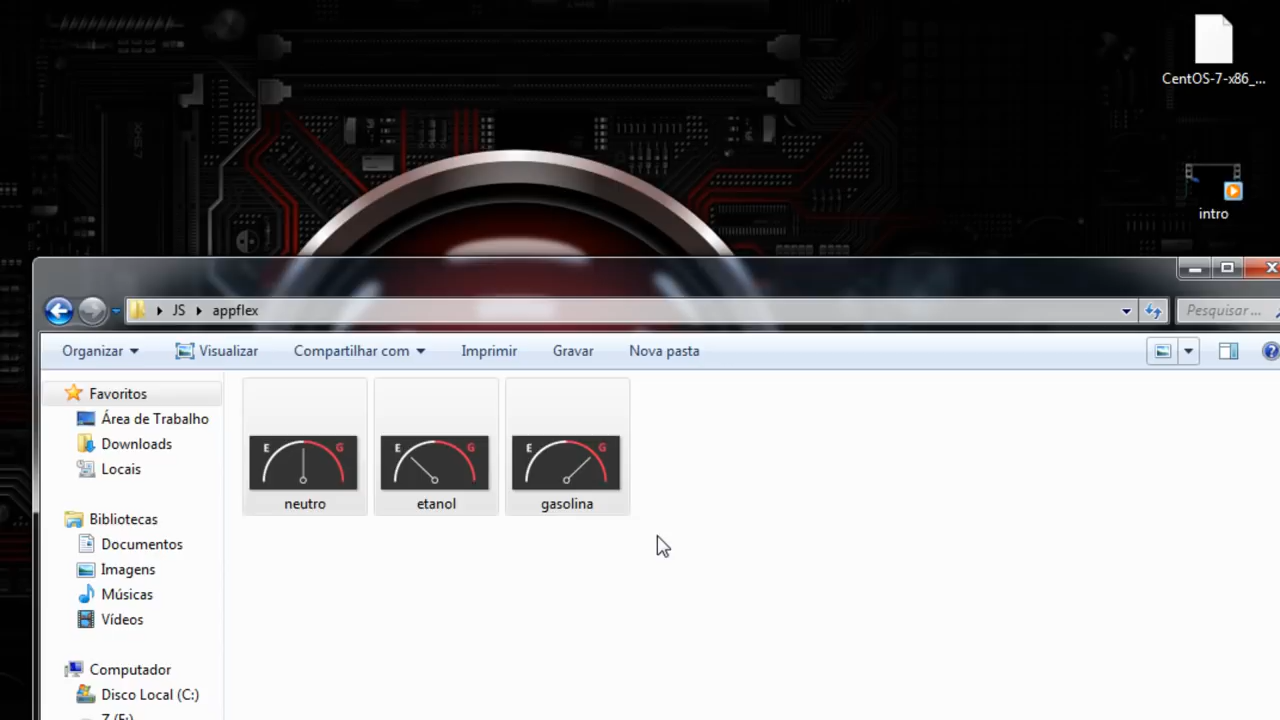 CentOS-7-x86_...
intro
JS appflex
Pesquisar ...
Organizar Visualizar Compartilhar com Imprimir Gravar Nova pasta
Favoritos
Área de Trabalho
Downloads
Locais
E G
E G
E G
neutro etanol gasolina
Bibliotecas
Documentos
Imagens
Músicas
Vídeos
Computador
Disco Local (C:)